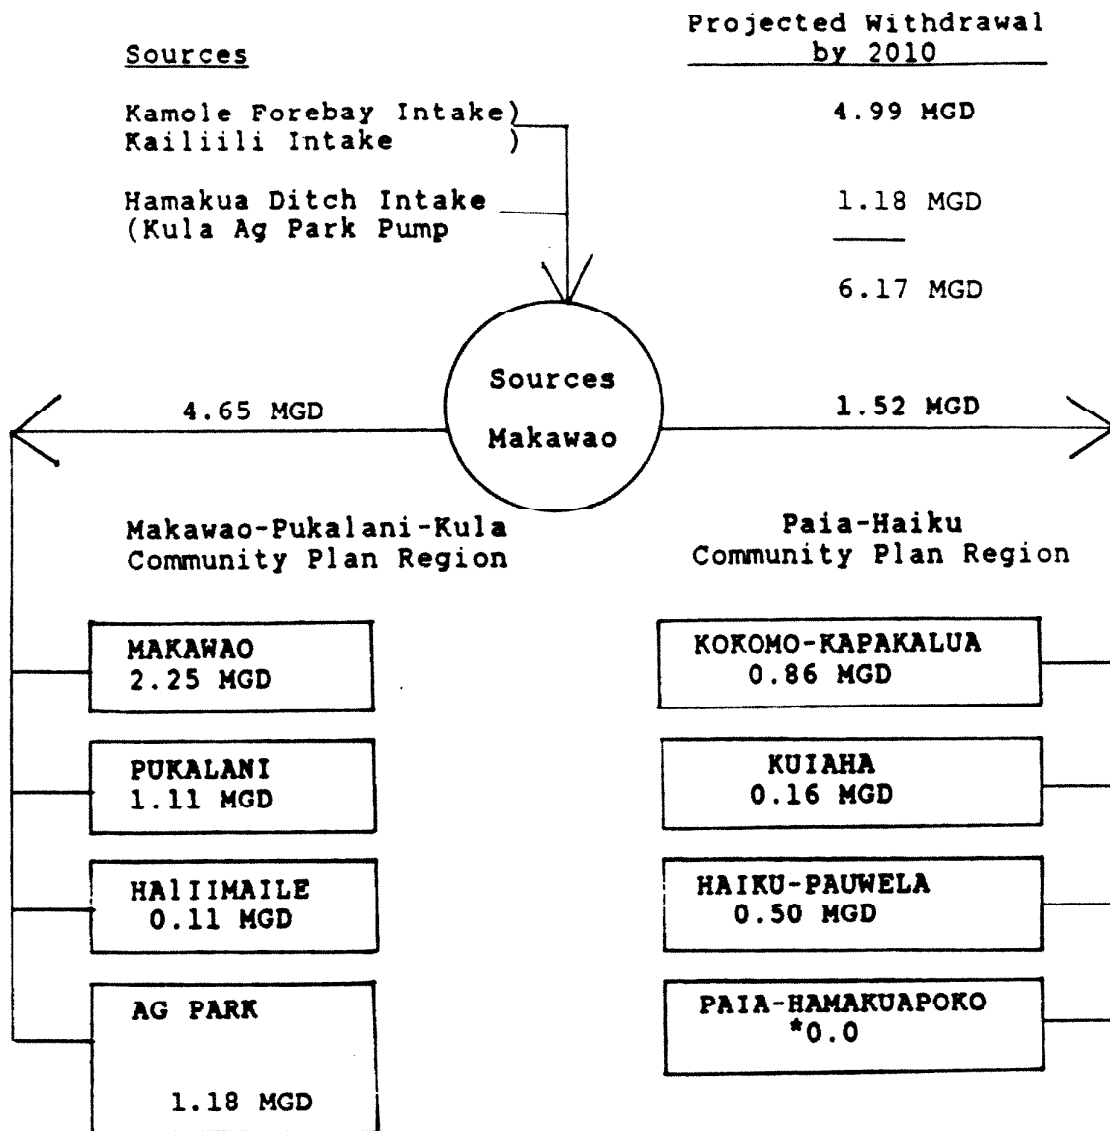 Projected Withdrawal
by 2010
Sources
Kamole Forebay Intake)
4.99 MGD
Kailiili Intake )
Hamakua Ditch Intake
1.18 MGD
(Kula Ag Park Pump
6.17 MGD
Sources
Makawao
4.65 MGD
1.52 MGD
Makawao-Pukalani-Kula
Community Plan Region
Paia-Haiku
Community Plan Region
MAKAWAO
2.25 MGD
PUKALANI
1.11 MGD
HAlIIMAILE
0.11 MGD
AG PARK
1.18 MGD
KOKOMO-KAPAKALUA
0.86 MGD
KUIAHA
0.16 MGD
HAIKU-PAUWELA
0.50 MGD
PAIA-HAMAKUAPOKO
*0.0